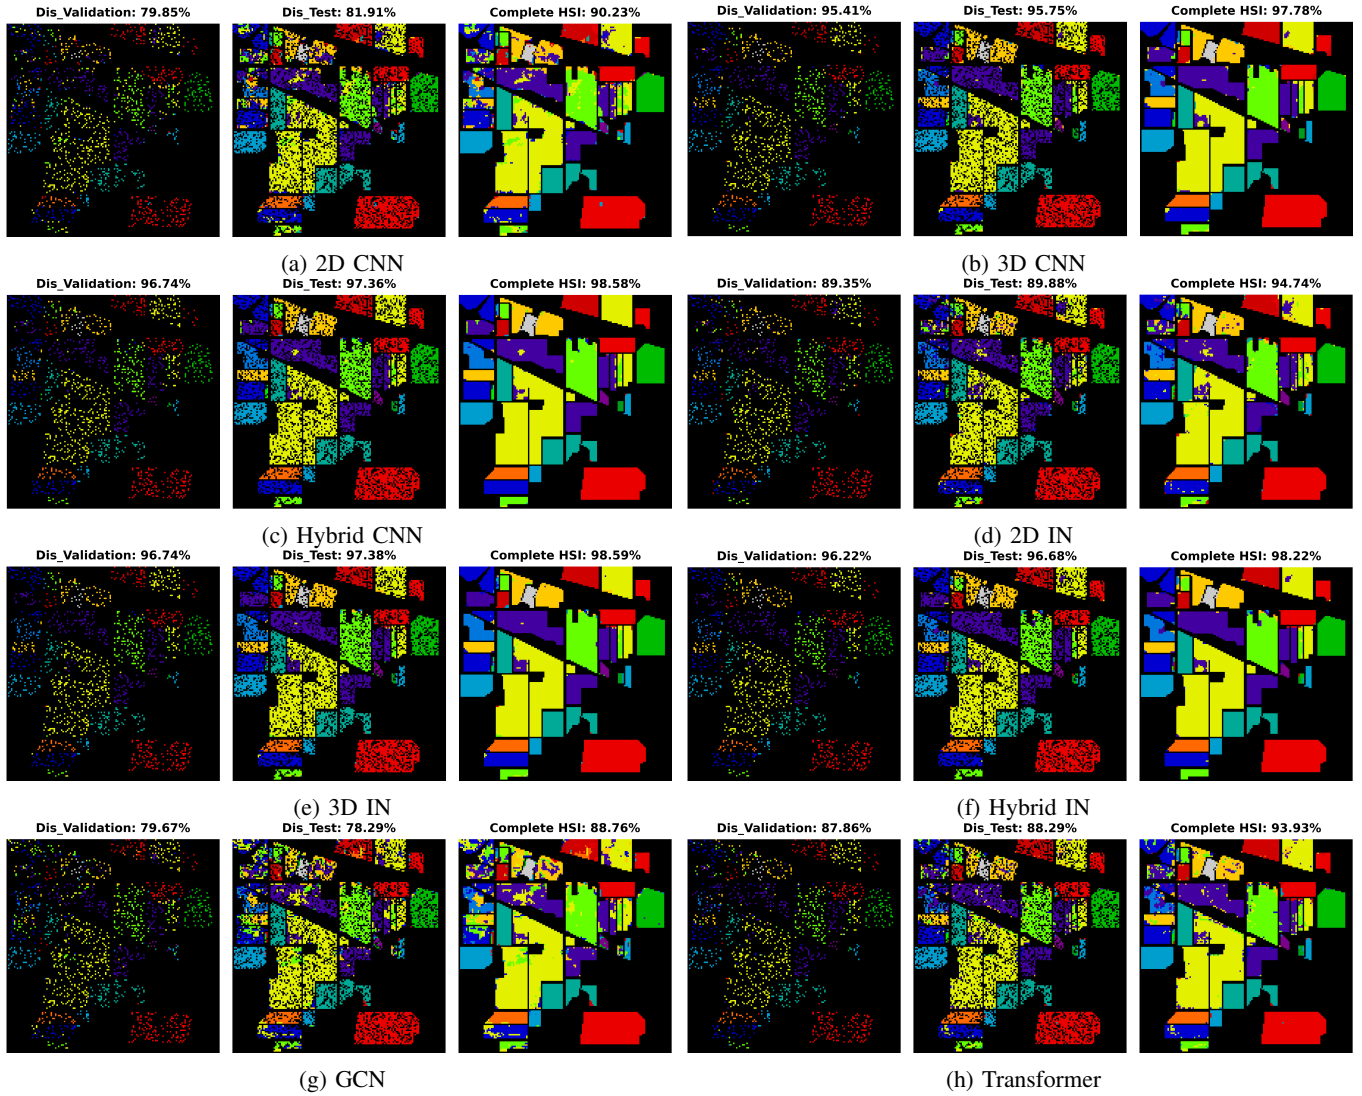 Dis_Validation: 79.85%
Dis_Test: 81.91%
Complete HSI: 90.23%
(a) 2D CNN
Dis_Validation: 95.41%
Dis_Test: 95.75%
Complete HSI: 97.78%
(b) 3D CNN
Dis_Validation: 96.74%
Dis_Test: 97.36%
Complete HSI: 98.58%
(c) Hybrid CNN
Dis_Validation: 89.35%
Dis_Test: 89.88%
Complete HSI: 94.74%
(d) 2D IN
Dis_Validation: 96.74%
Dis_Test: 97.38%
Complete HSI: 98.59%
(e) 3D IN
Dis_Validation: 96.22%
Dis_Test: 96.68%
Complete HSI: 98.22%
(f) Hybrid IN
Dis_Validation: 79.67%
Dis_Test: 78.29%
Complete HSI: 88.76%
(g) GCN
Dis_Validation: 87.86%
Dis_Test: 88.29%
Complete HSI: 93.93%
(h) Transformer